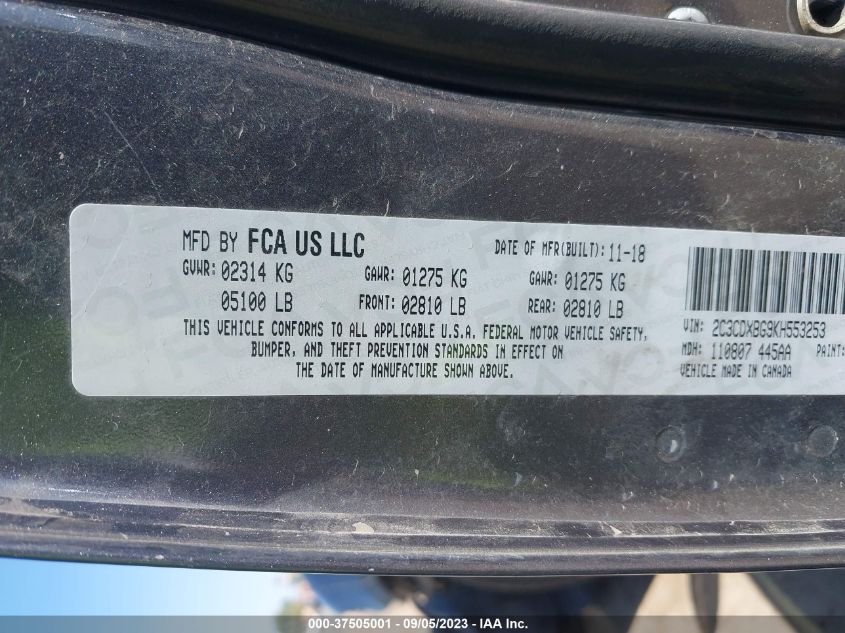 MFD BY FCA US LLC DATE OF MFR(BUILT): 11-18
GVWR: 02314 KG GAWR: 01275 KG GAWR: 01275 KG
05100 LB FRONT: 02810 LB REAR: 02810 LB
THIS VEHICLE CONFORMS TO ALL APPLICABLE U.S.A. FEDERAL MOTOR VEHICLE SAFETY,
BUMPER, AND THEFT PREVENTION STANDARDS IN EFFECT ON
THE DATE OF MANUFACTURE SHOWN ABOVE.
VIN: 2C3CDXBG9KH553253
MDH: 110807 445AA PAINT:
VEHICLE MADE IN CANADA
000-37505001 - 09/05/2023 - IAA Inc.